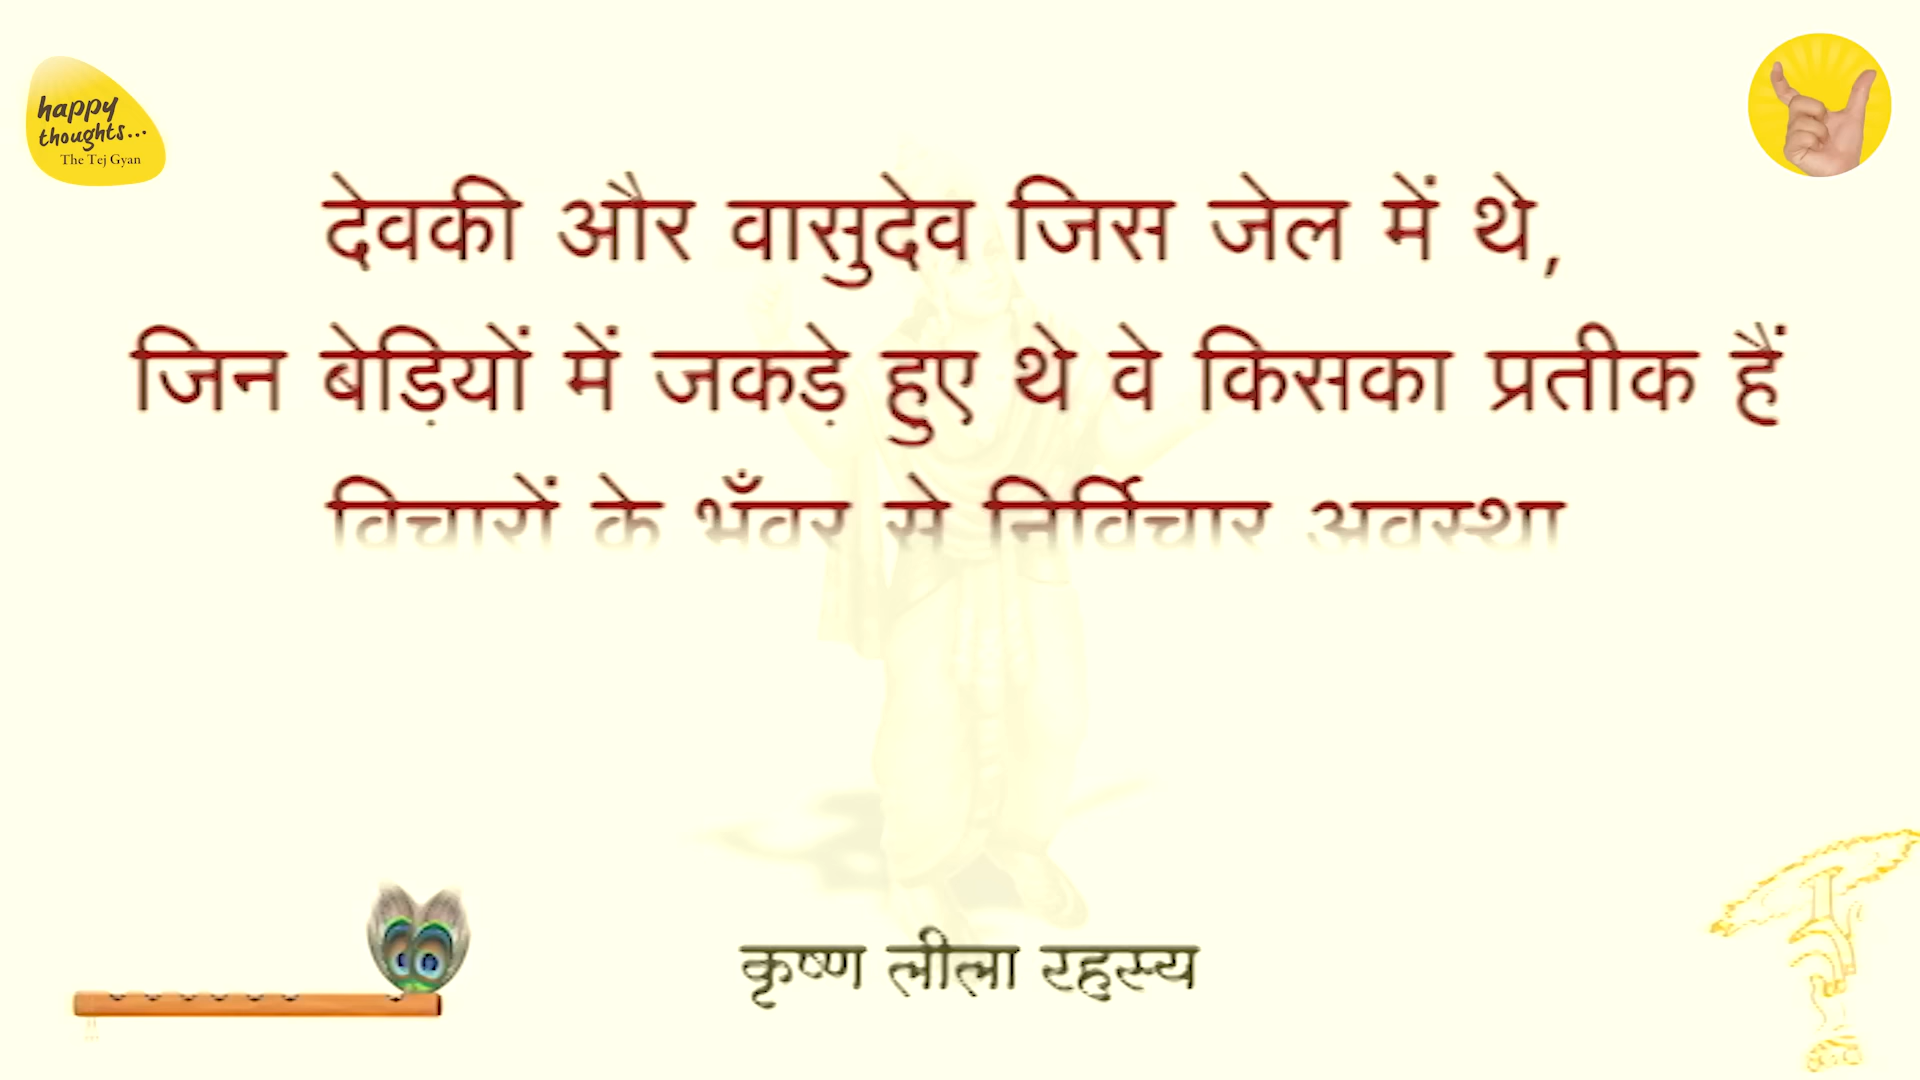 happy
thoughts...
The Tej Gyan
देवकी और वासुदेव जिस जेल में थे,
जिन बेड़ियों में जकड़े हुए थे वे किसका प्रतीक हैं
विचारों के भँवर से निर्विचार अवस्था
कृष्ण लीला रहस्य